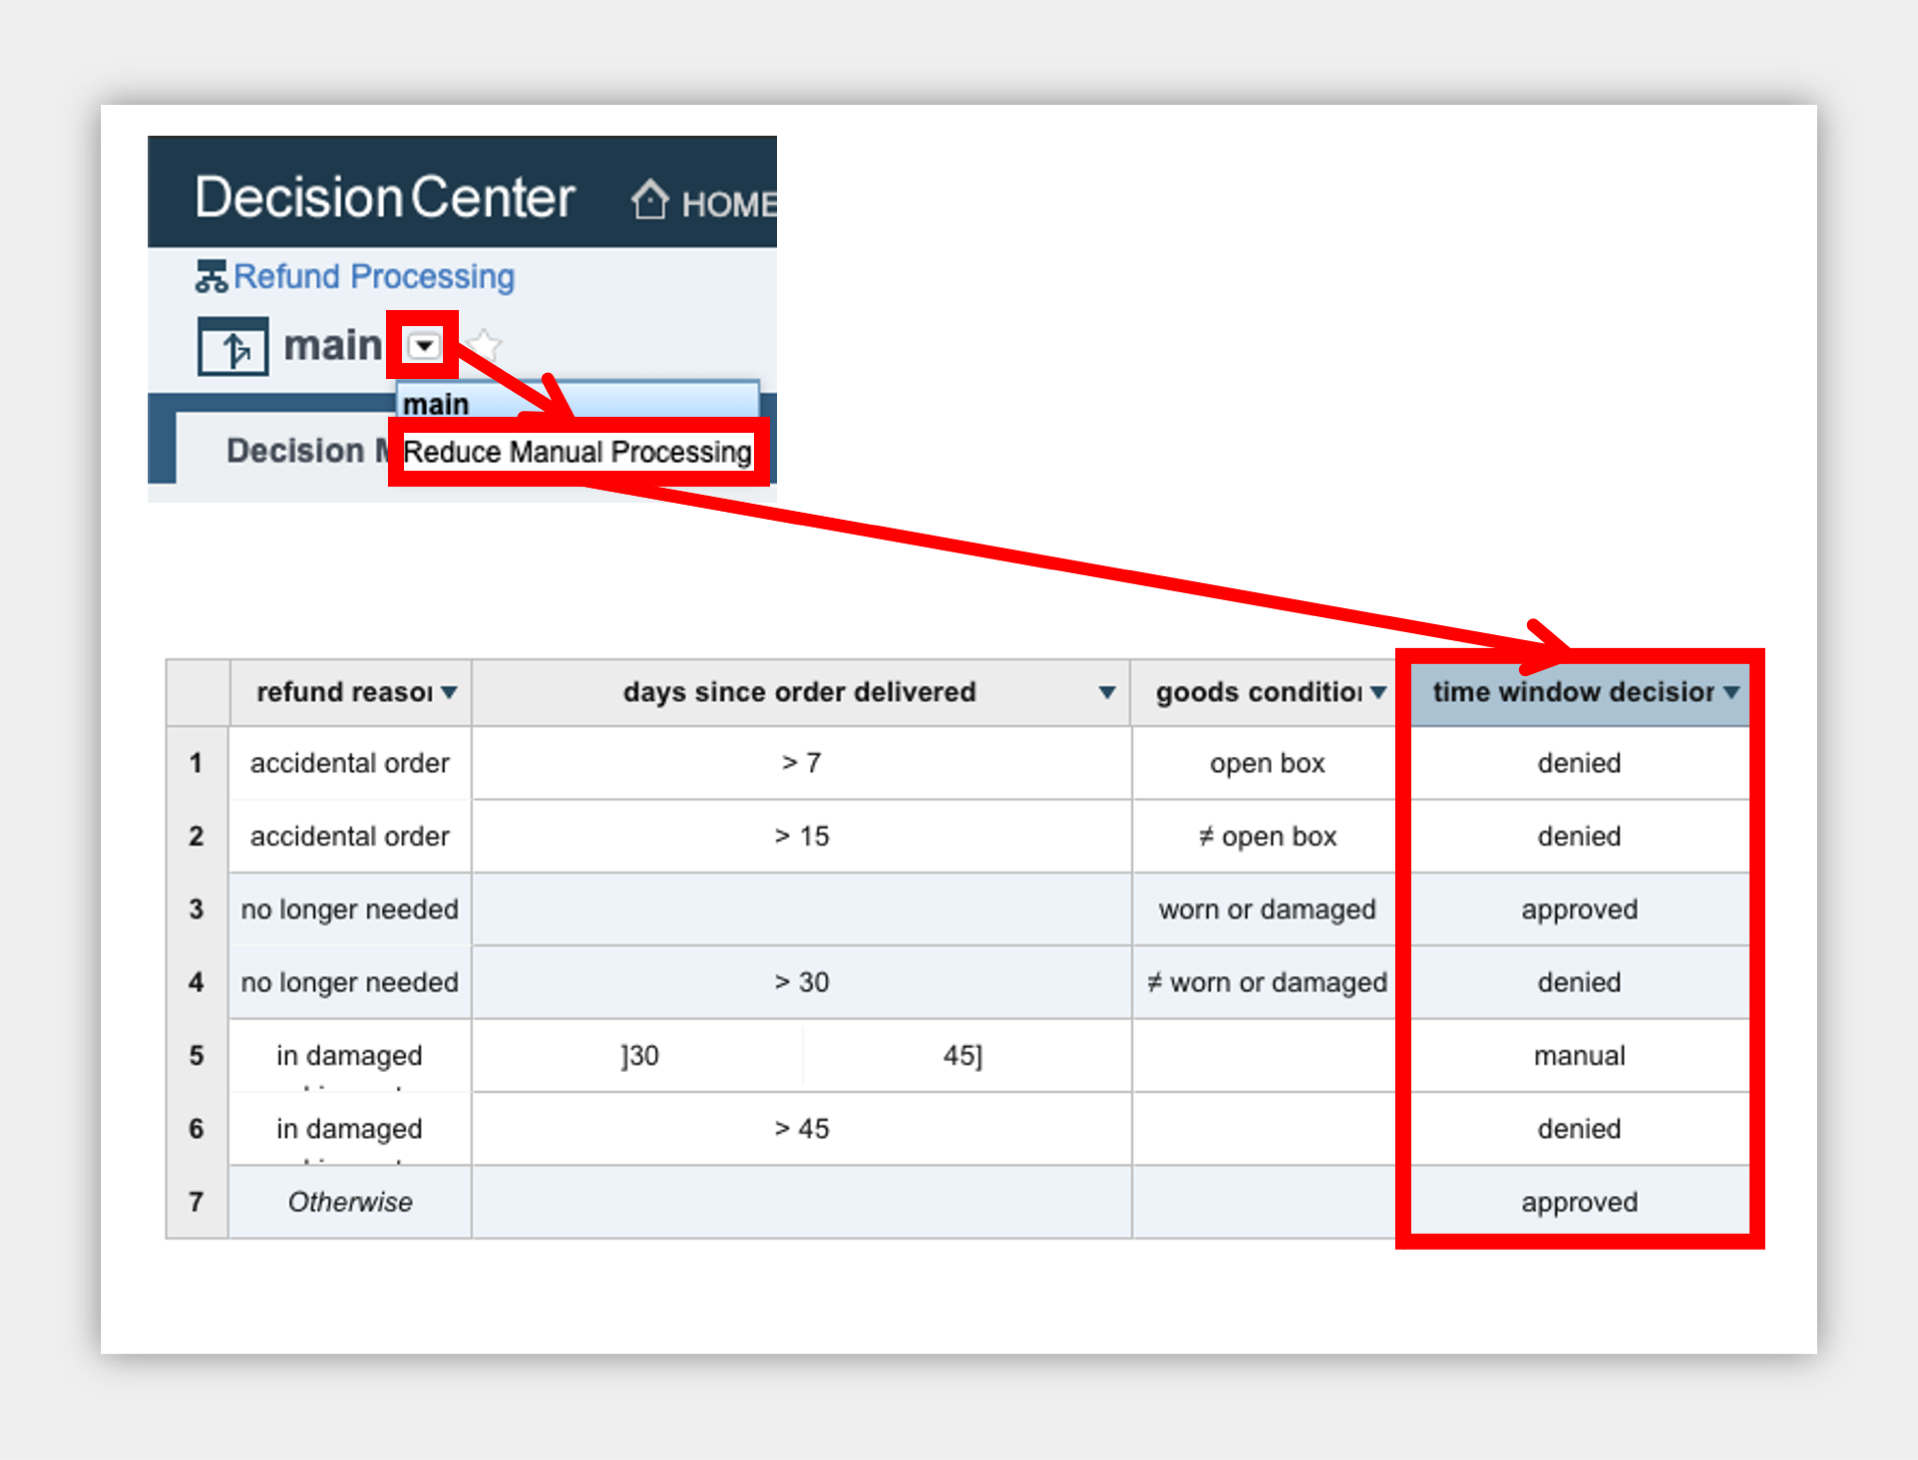 Decision Center HOME
Refund Processing
main
main
Decision
Reduce Manual Processing
refund reason days since order delivered goods condition time window decision
1 accidental order > 7 open box denied
2 accidental order > 15 ≠ open box denied
3 no longer needed worn or damaged approved
4 no longer needed > 30 ≠ worn or damaged denied
5 in damaged ]30 45] manual
6 in damaged > 45 denied
7 Otherwise approved